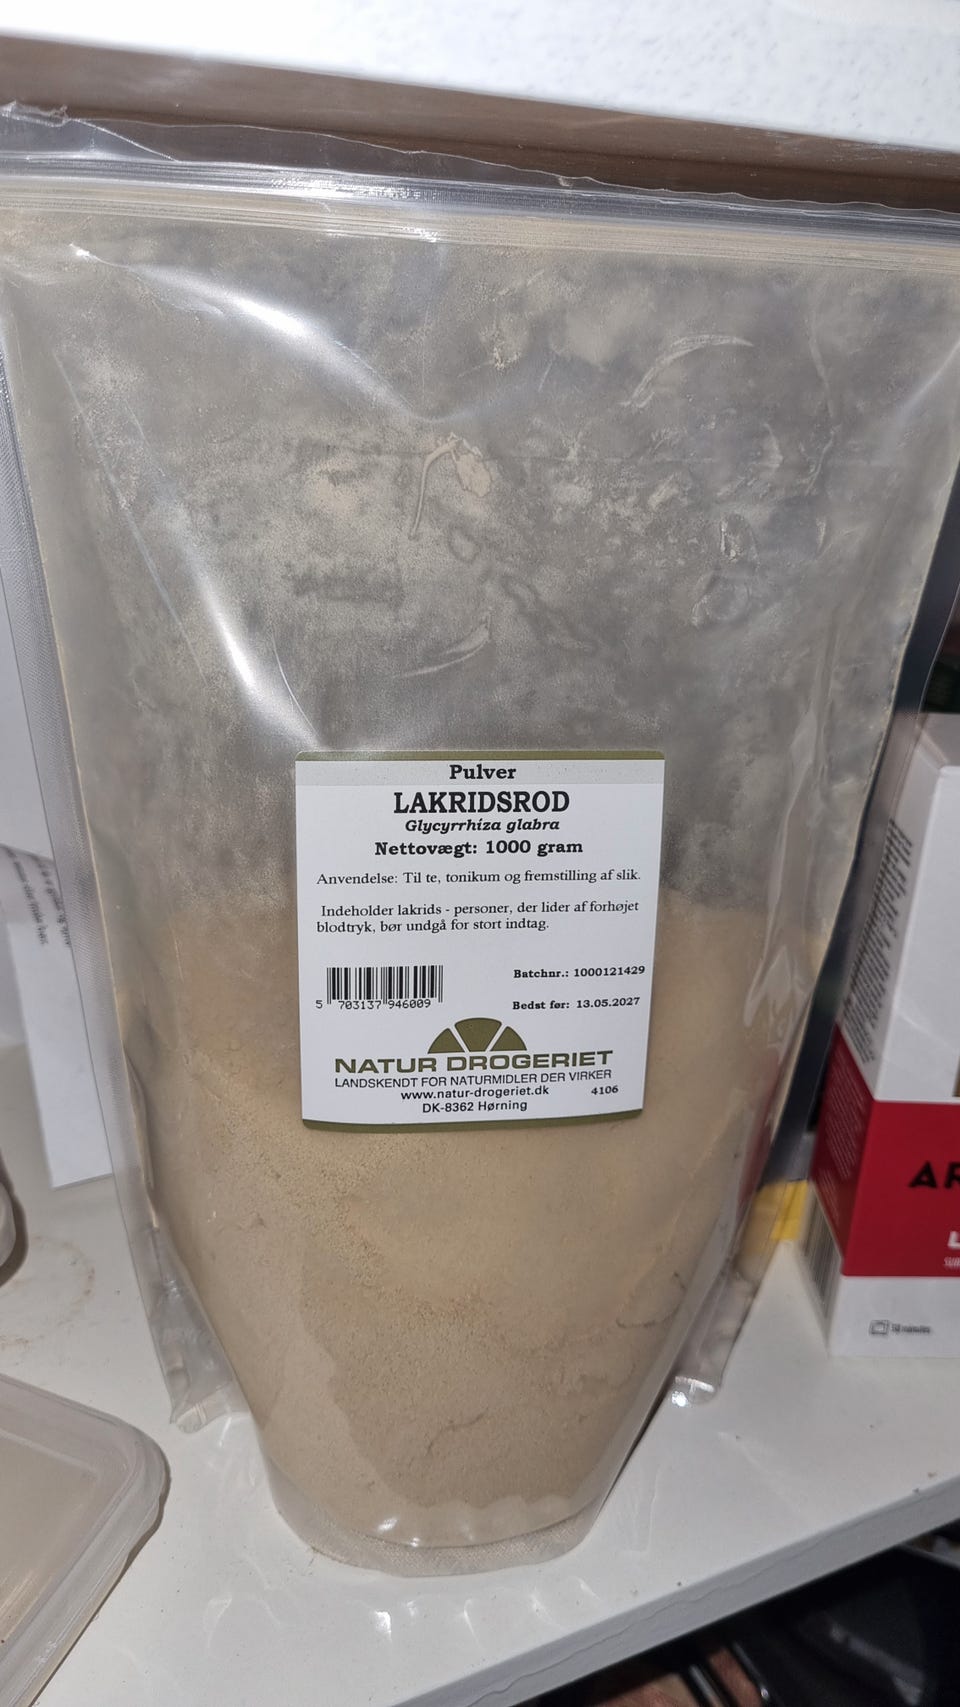 Pulver
LAKRIDSROD
Glycyrrhiza glabra
Nettovægt: 1000 gram
Anvendelse: Til te, tonikum og fremstilling af slik.
Indeholder lakrids - personer, der lider af forhøjet
blodtryk, bør undgå for stort indtag.
Batchnr.: 1000121429
5 703137 946009
Bedst før: 13.05.2027
NATUR DROGERIET
LANDSKENDT FOR NATURMIDLER DER VIRKER
www.natur-drogeriet.dk
4106
DK-8362 Hørning
AR